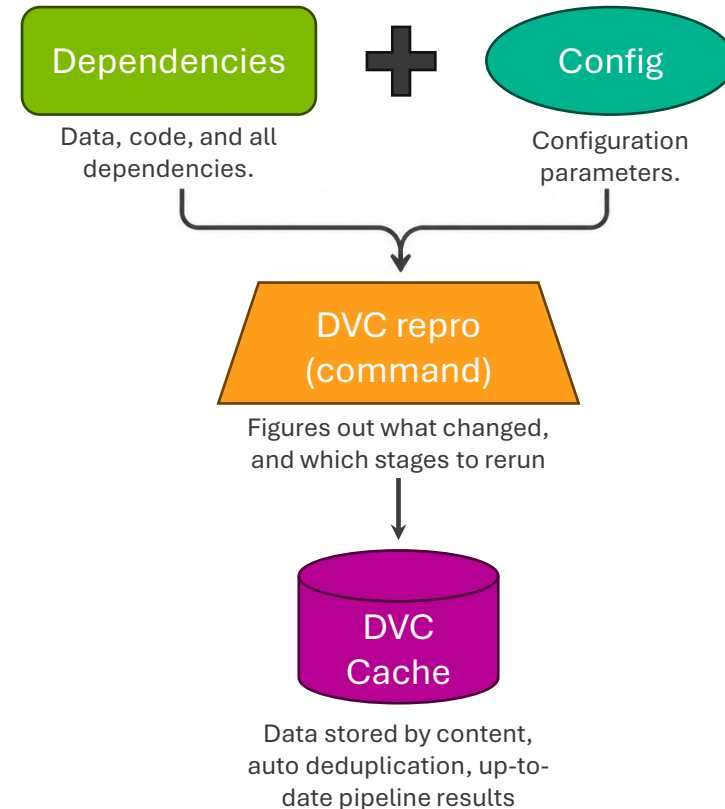 Dependencies
Config
Data, code, and all
dependencies.
Configuration
parameters.
DVC repro
(command)
Figures out what changed,
and which stages to rerun
DVC
Cache
Data stored by content,
auto deduplication, up-to-
date pipeline results